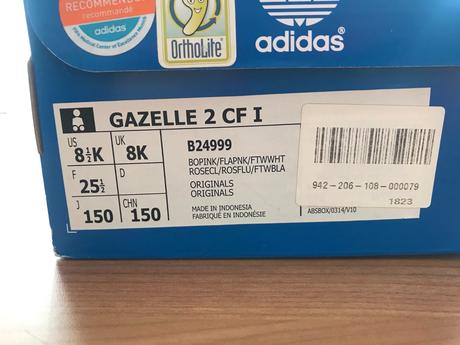 RECOMMENDED
recommandé
adidas
OrthoLite®
adidas®
GAZELLE 2 CF I
US 8½K
UK 8K
F 25½
D
J 150
CHN 150
B24999
BOPINK/FLAPNK/FTWWHT
ROSECL/ROSFLU/FTWBLA
ORIGINALS
ORIGINALS
MADE IN INDONESIA
FABRIQUÉ EN INDONÉSIE
942-206-108-000079
1823
ABSBOX/0314/V10